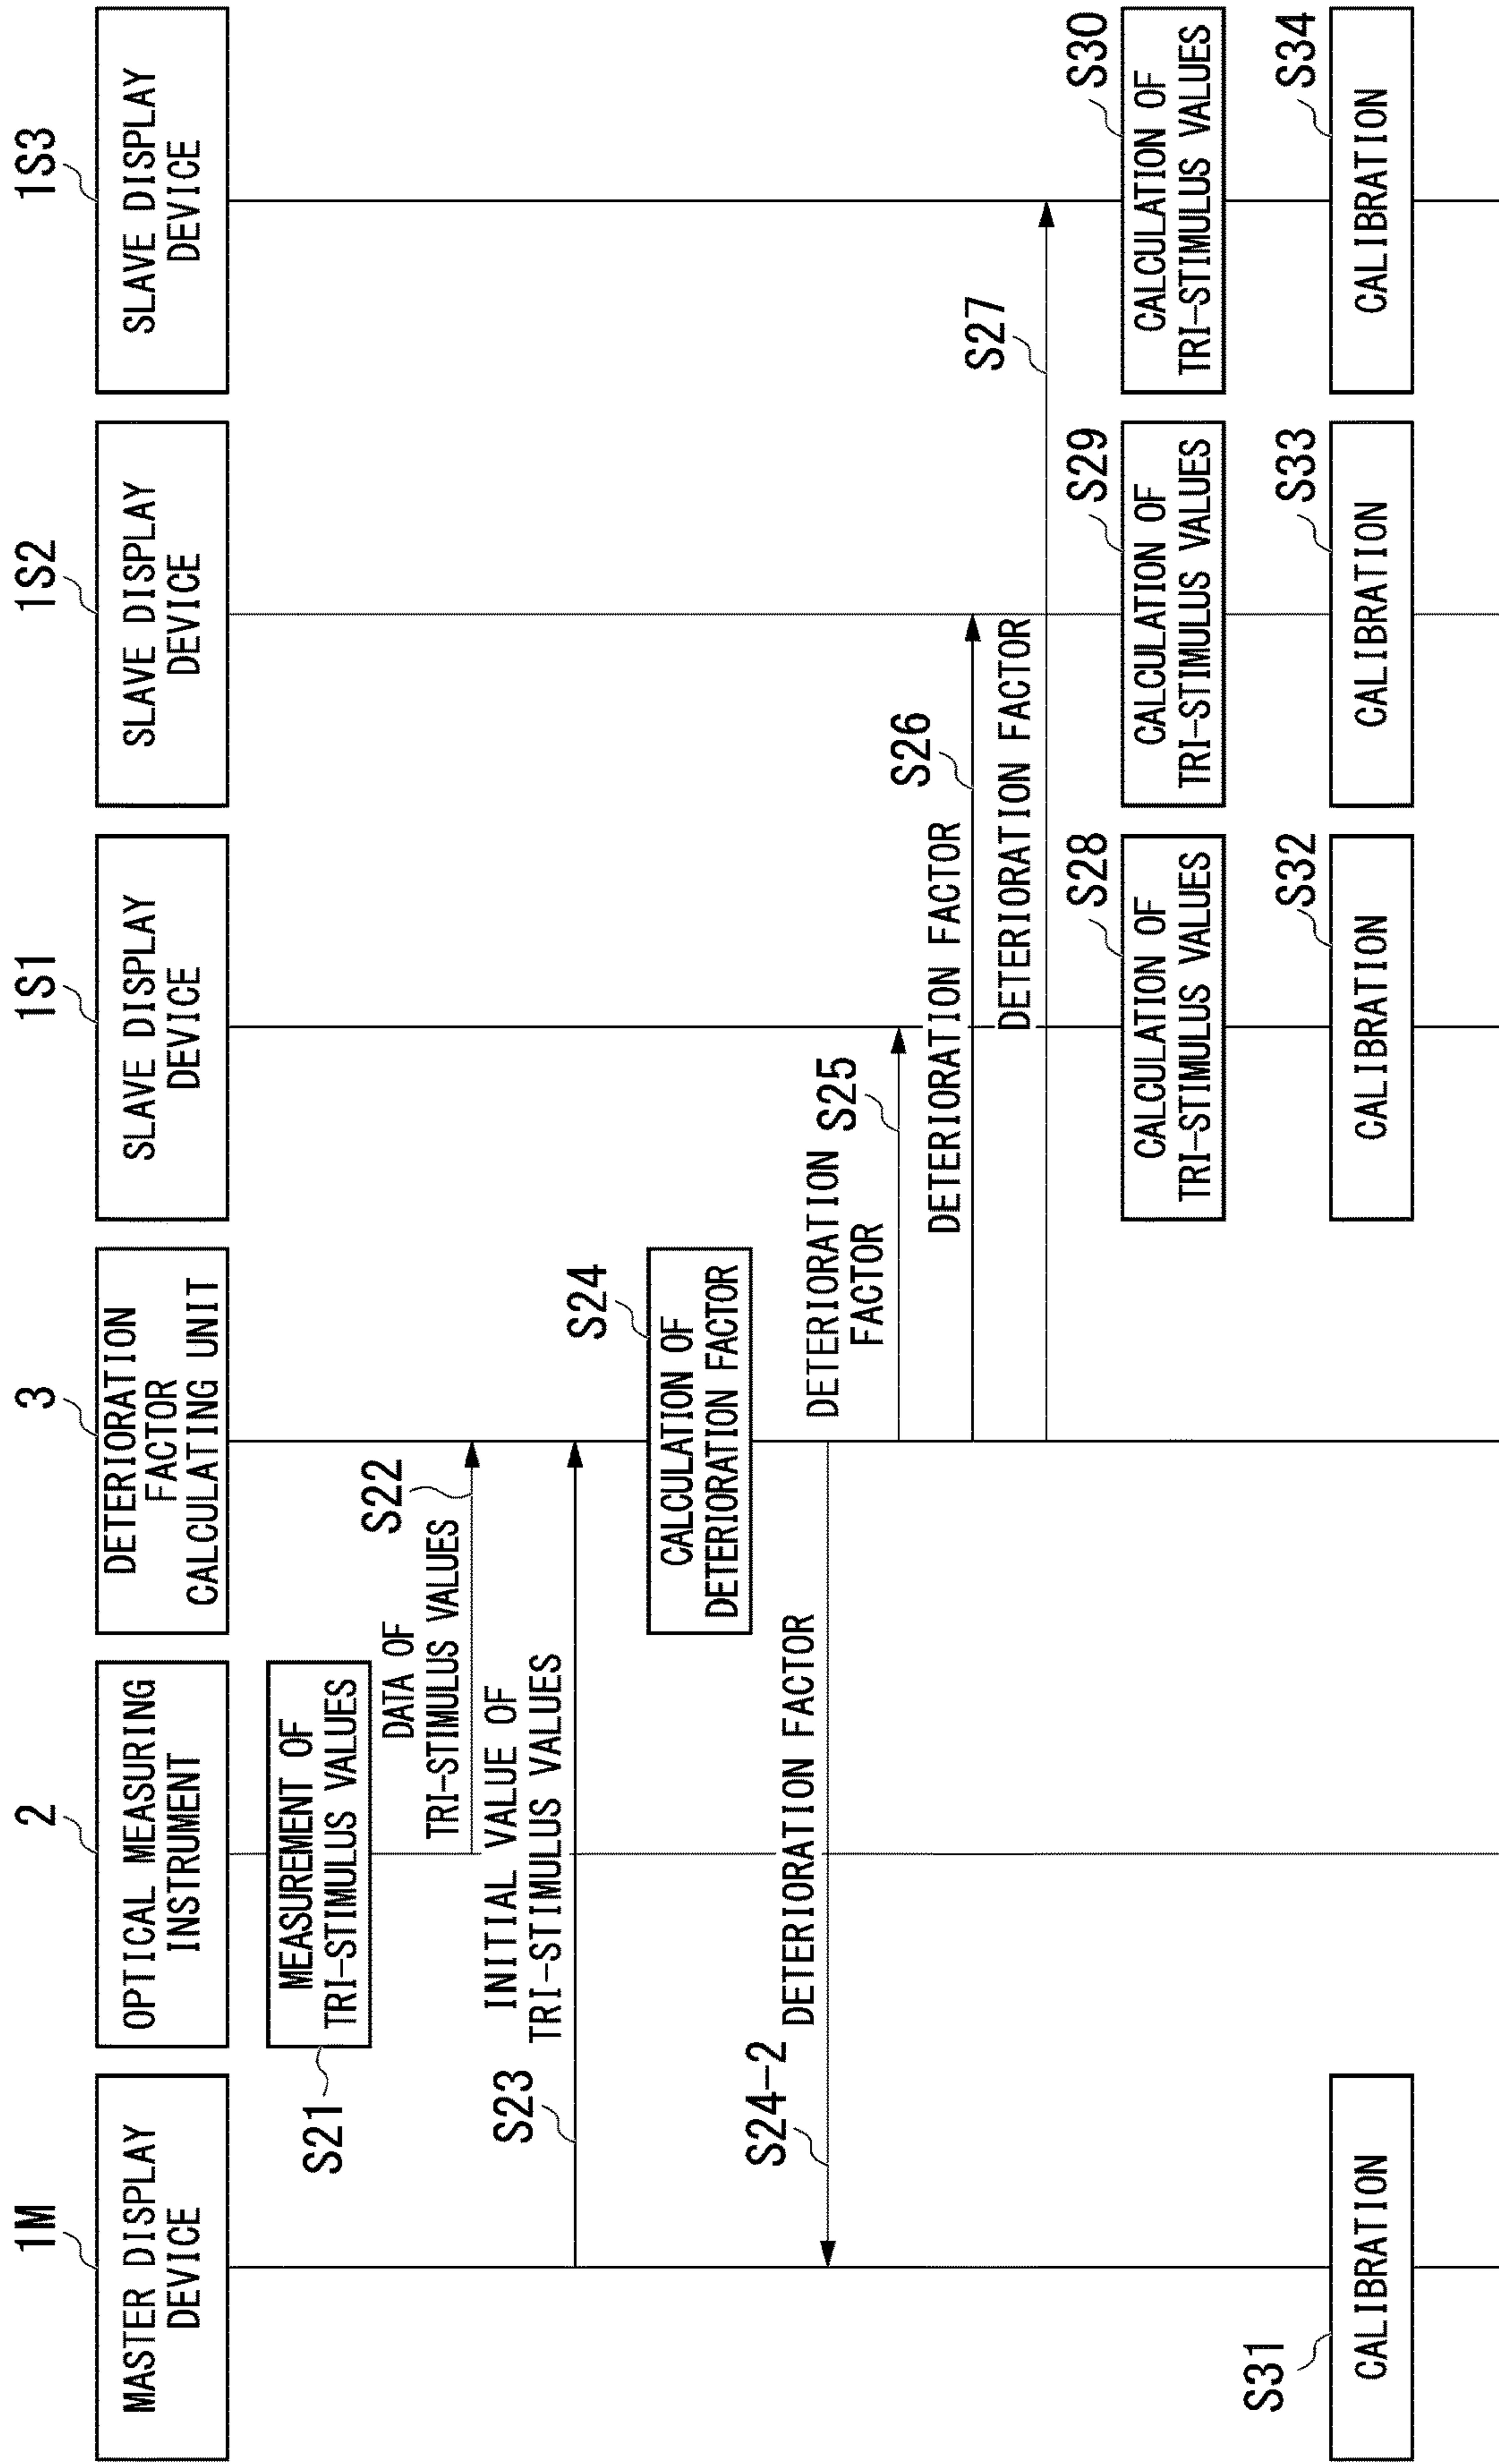 1M
MASTER DISPLAY
DEVICE
2
OPTICAL MEASURING
INSTRUMENT
3
DETERIORATION
FACTOR
CALCULATING UNIT
1S1
SLAVE DISPLAY
DEVICE
1S2
SLAVE DISPLAY
DEVICE
1S3
SLAVE DISPLAY
DEVICE
S21
MEASUREMENT OF
TRI-STIMULUS VALUES
S22
DATA OF
TRI-STIMULUS VALUES
S23
INITIAL VALUE OF
TRI-STIMULUS VALUES
S24
CALCULATION OF
DETERIORATION FACTOR
S24-2
DETERIORATION FACTOR
DETERIORATION
FACTOR
S25
DETERIORATION FACTOR
S26
DETERIORATION FACTOR
S27
S28
CALCULATION OF
TRI-STIMULUS VALUES
S29
CALCULATION OF
TRI-STIMULUS VALUES
S30
CALCULATION OF
TRI-STIMULUS VALUES
S31
CALIBRATION
S32
CALIBRATION
S33
CALIBRATION
S34
CALIBRATION